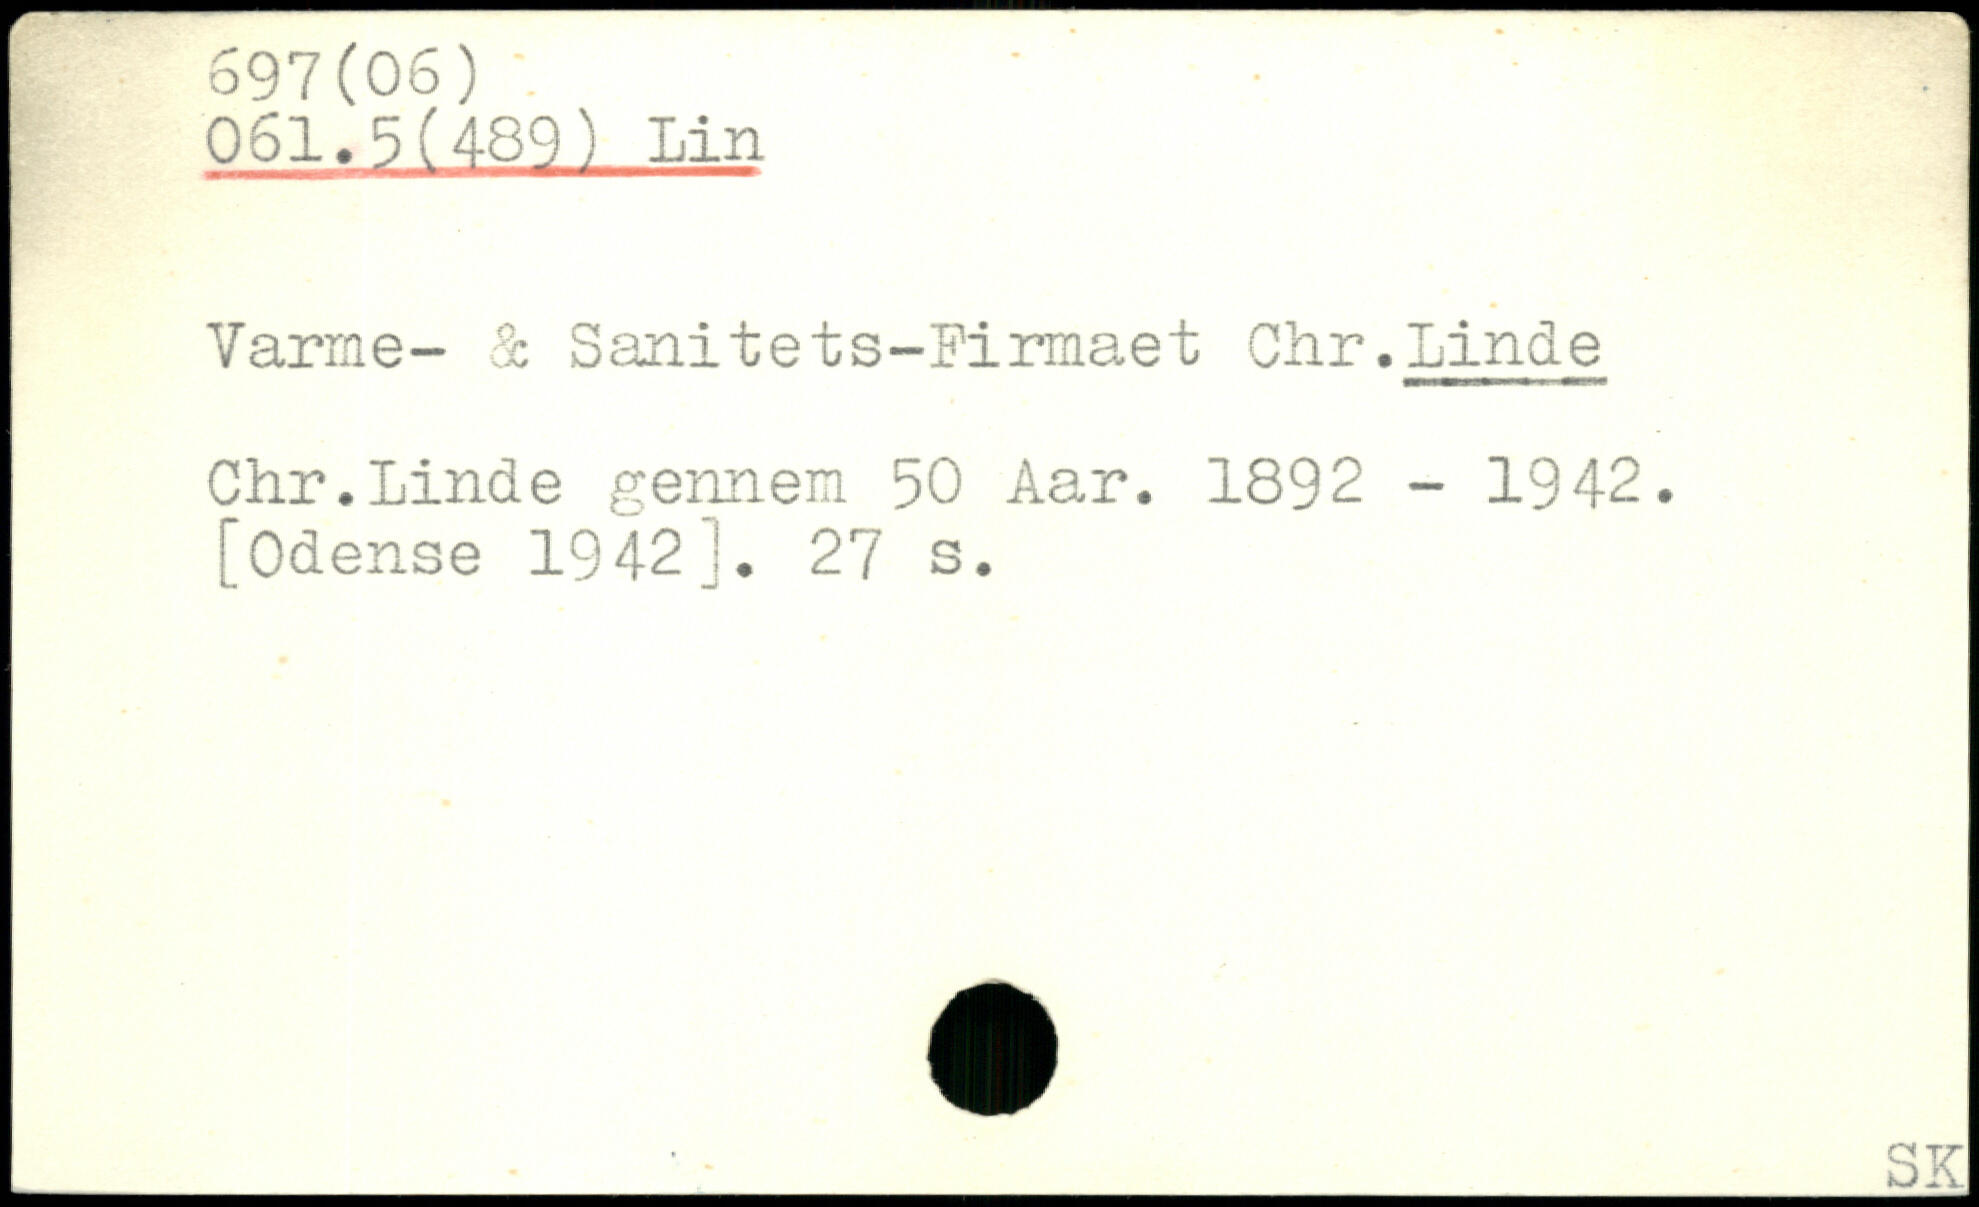 697(06)
061.5(489) Lin
Varme- & Sanitets-Firmaet Chr.Linde
Chr.Linde gennem 50 Aar. 1892 - 1942.
[Odense 1942]. 27 s.
SK